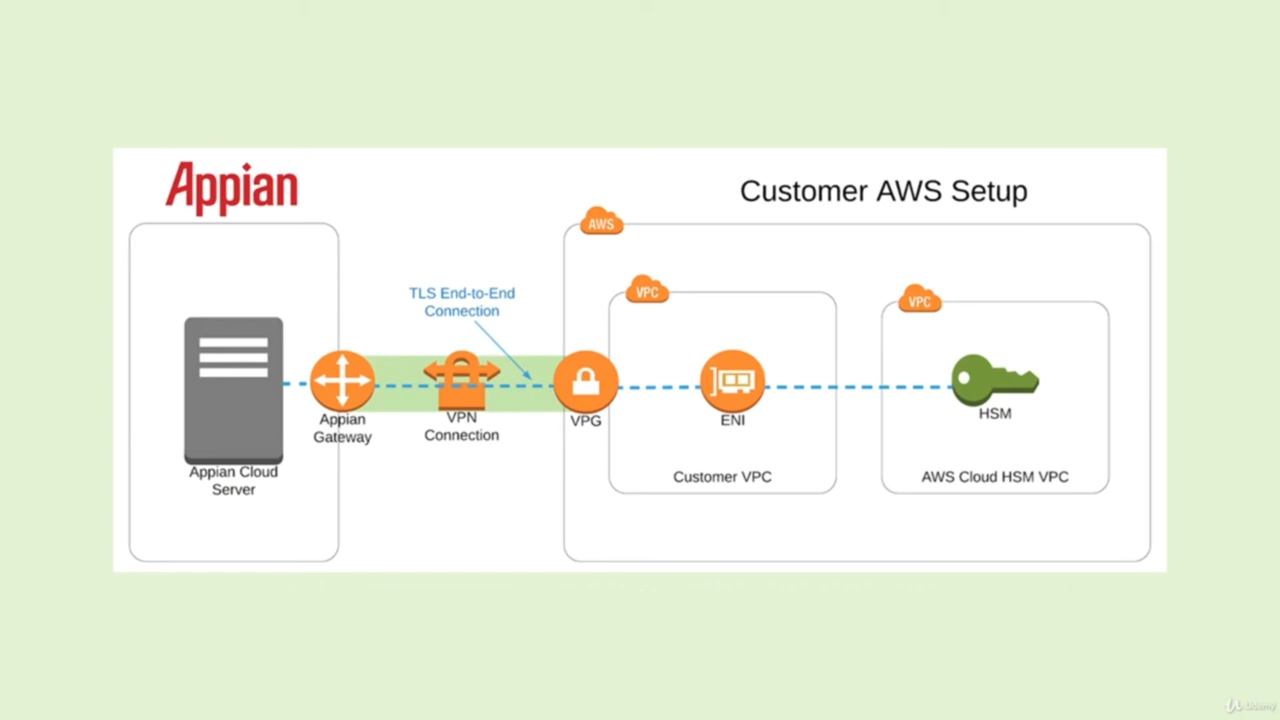 Appian
Customer AWS Setup
AWS
TLS End-to-End
Connection
VPC
VPC
Appian
Gateway
VPN
Connection
VPG
ENI
HSM
Appian Cloud
Server
Customer VPC
AWS Cloud HSM VPC
Udemy